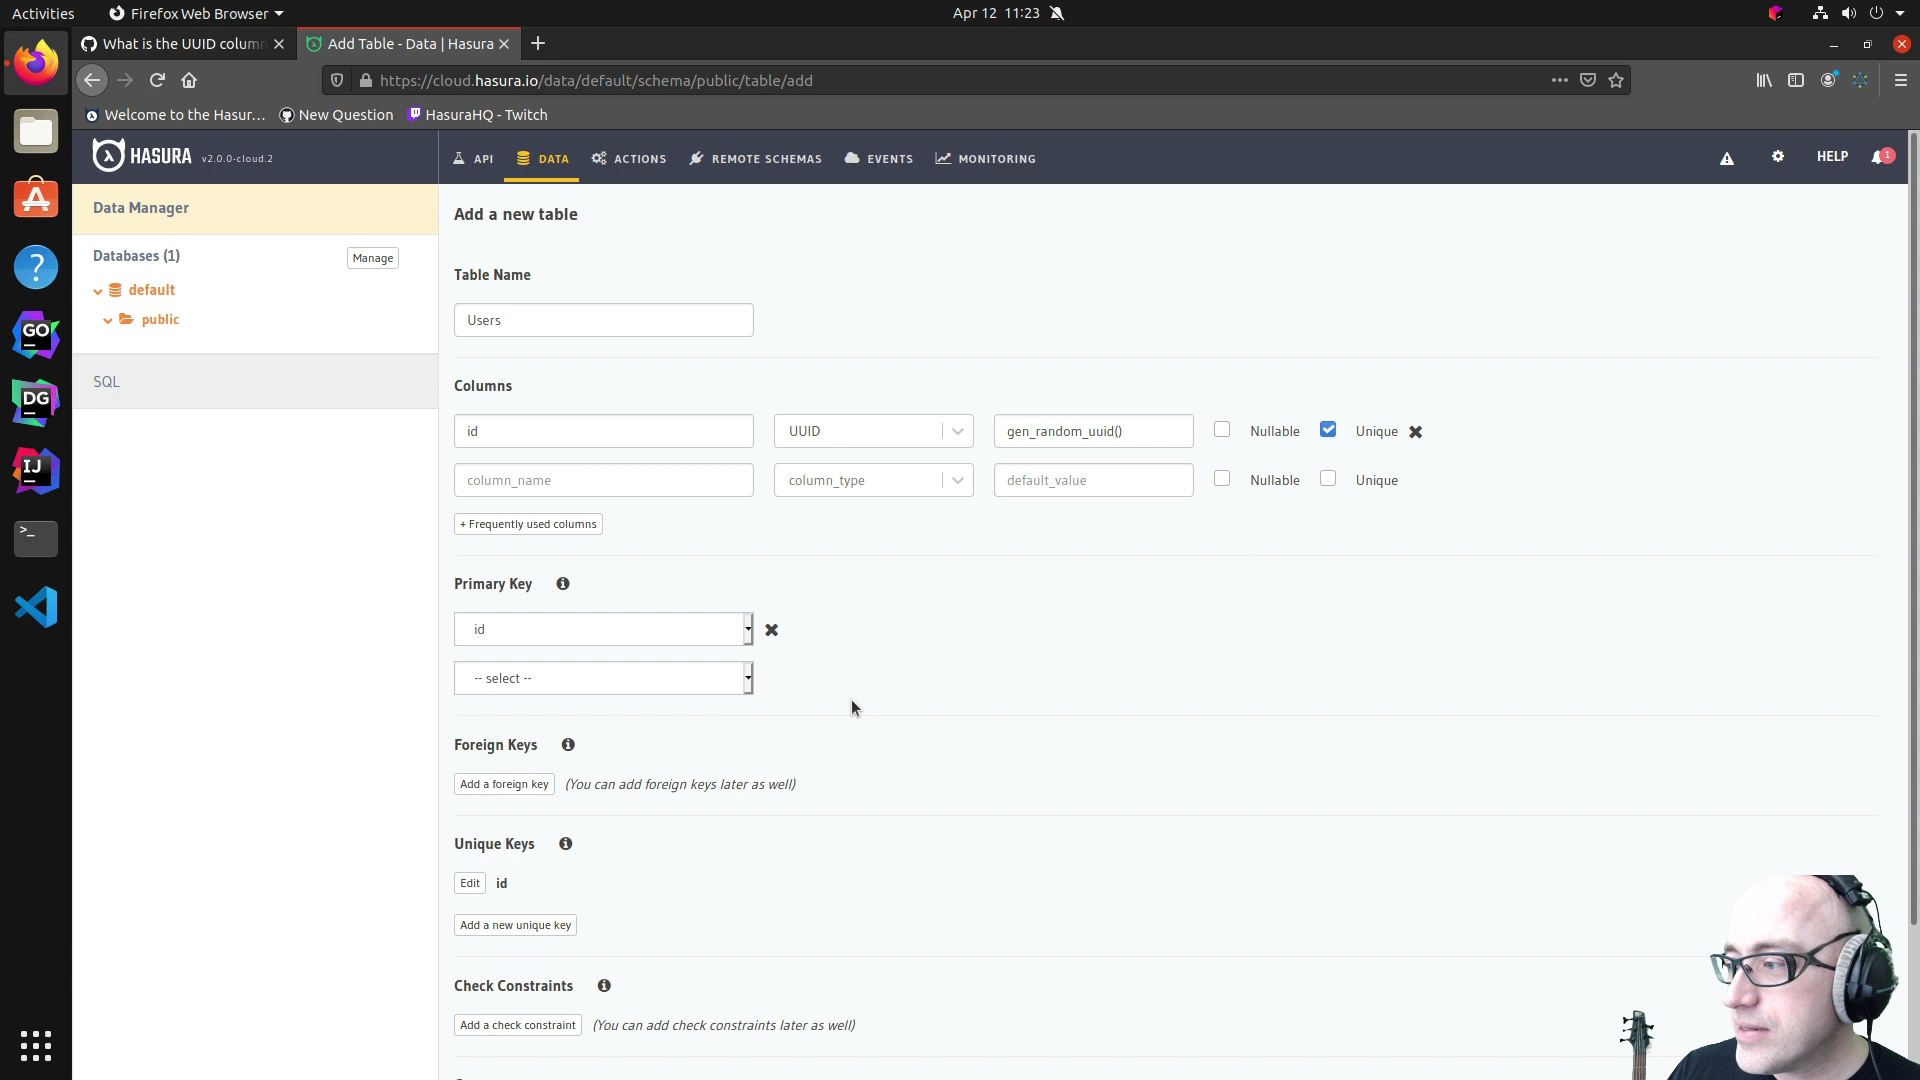 Activities
Firefox Web Browser
Apr 12 11:23
What is the UUID colum
Add Table - Data | Hasura
https://cloud.hasura.io/data/default/schema/public/table/add
Welcome to the Hasur…
New Question
HasuraHQ - Twitch
HASURA v2.0.0-cloud.2
API
DATA
ACTIONS
REMOTE SCHEMAS
EVENTS
MONITORING
HELP
1
Data Manager
Databases (1)
Manage
default
public
SQL
Add a new table
Table Name
Users
Columns
id
UUID
gen_random_uuid()
Nullable
Unique
column_name
column_type
default_value
Nullable
Unique
+ Frequently used columns
Primary Key
id
-- select --
Foreign Keys
Add a foreign key
(You can add foreign keys later as well)
Unique Keys
Edit
id
Add a new unique key
Check Constraints
Add a check constraint
(You can add check constraints later as well)
GO
DG
IJ
>_